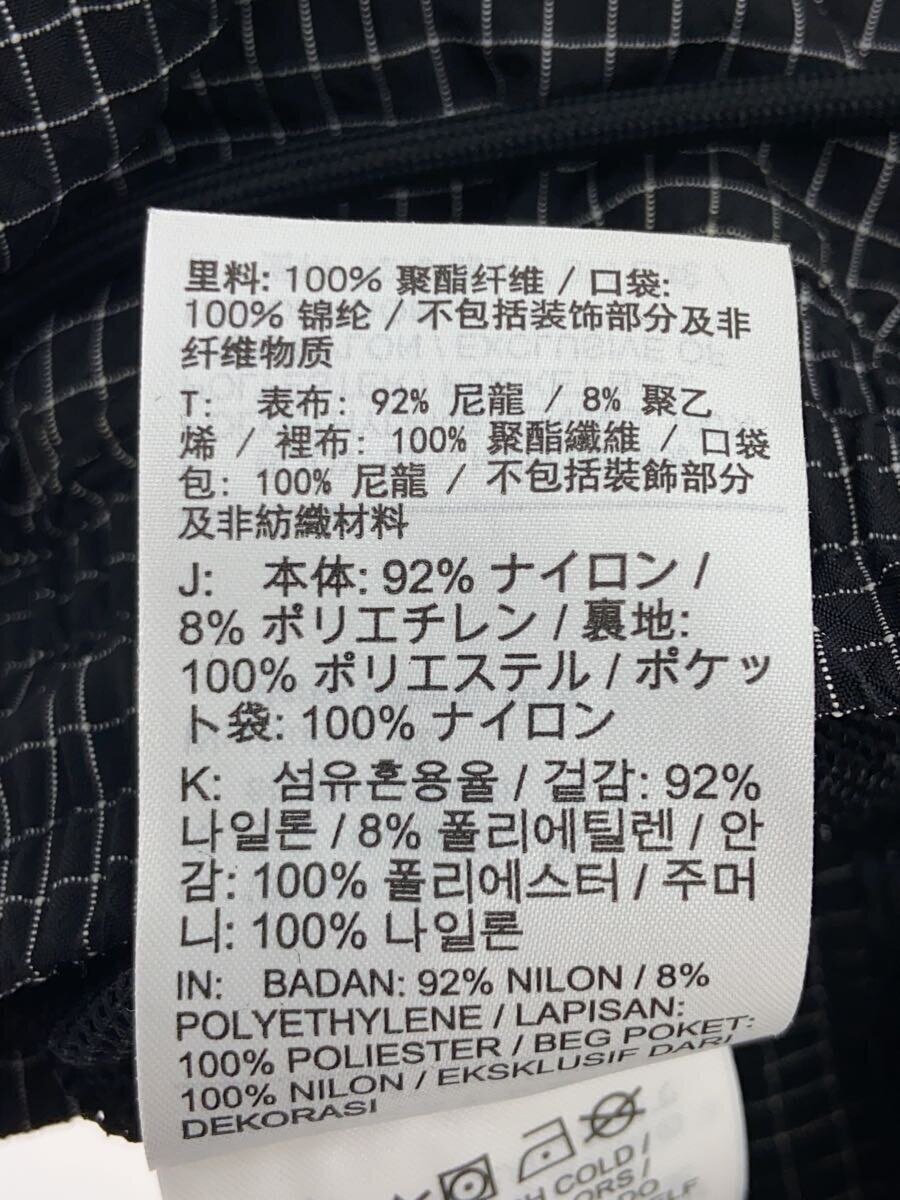 里料: 100% 聚酯纤维 / 口袋:
100% 锦纶 / 不包括装饰部分及非
纤维物质
T: 表布: 92% 尼龍 / 8% 聚乙
烯 / 裡布: 100% 聚酯纖維 / 口袋
包: 100% 尼龍 / 不包括裝飾部分
及非紡織材料
J: 本体: 92% ナイロン /
8% ポリエチレン / 裏地:
100% ポリエステル / ポケッ
ト袋: 100% ナイロン
K: 섬유혼용율 / 겉감: 92%
나일론 / 8% 폴리에틸렌 / 안
감: 100% 폴리에스터 / 주머
니: 100% 나일론
IN: BADAN: 92% NILON / 8%
POLYETHYLENE / LAPISAN:
100% POLIESTER / BEG POKET:
100% NILON / EKSKLUSIF DARI
DEKORASI
COLD /